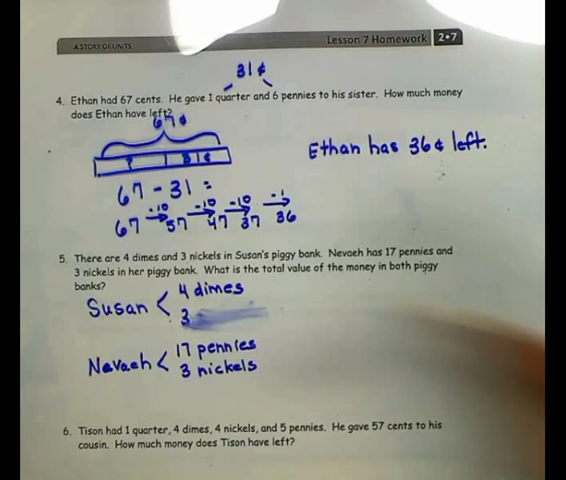 A STORY OF UNITS
Lesson 7 Homework 2•7
31¢
4. Ethan had 67 cents. He gave 1 quarter and 6 pennies to his sister. How much money
does Ethan have left?
67¢
? 31¢
Ethan has 36¢ left.
67 - 31 =
-10 -10 -10 -1
67 → 57 → 47 → 37 → 36
5. There are 4 dimes and 3 nickels in Susan's piggy bank. Nevaeh has 17 pennies and
3 nickels in her piggy bank. What is the total value of the money in both piggy
banks?
Susan < 4 dimes
3
Nevaeh < 17 pennies
3 nickels
6. Tison had 1 quarter, 4 dimes, 4 nickels, and 5 pennies. He gave 57 cents to his
cousin. How much money does Tison have left?